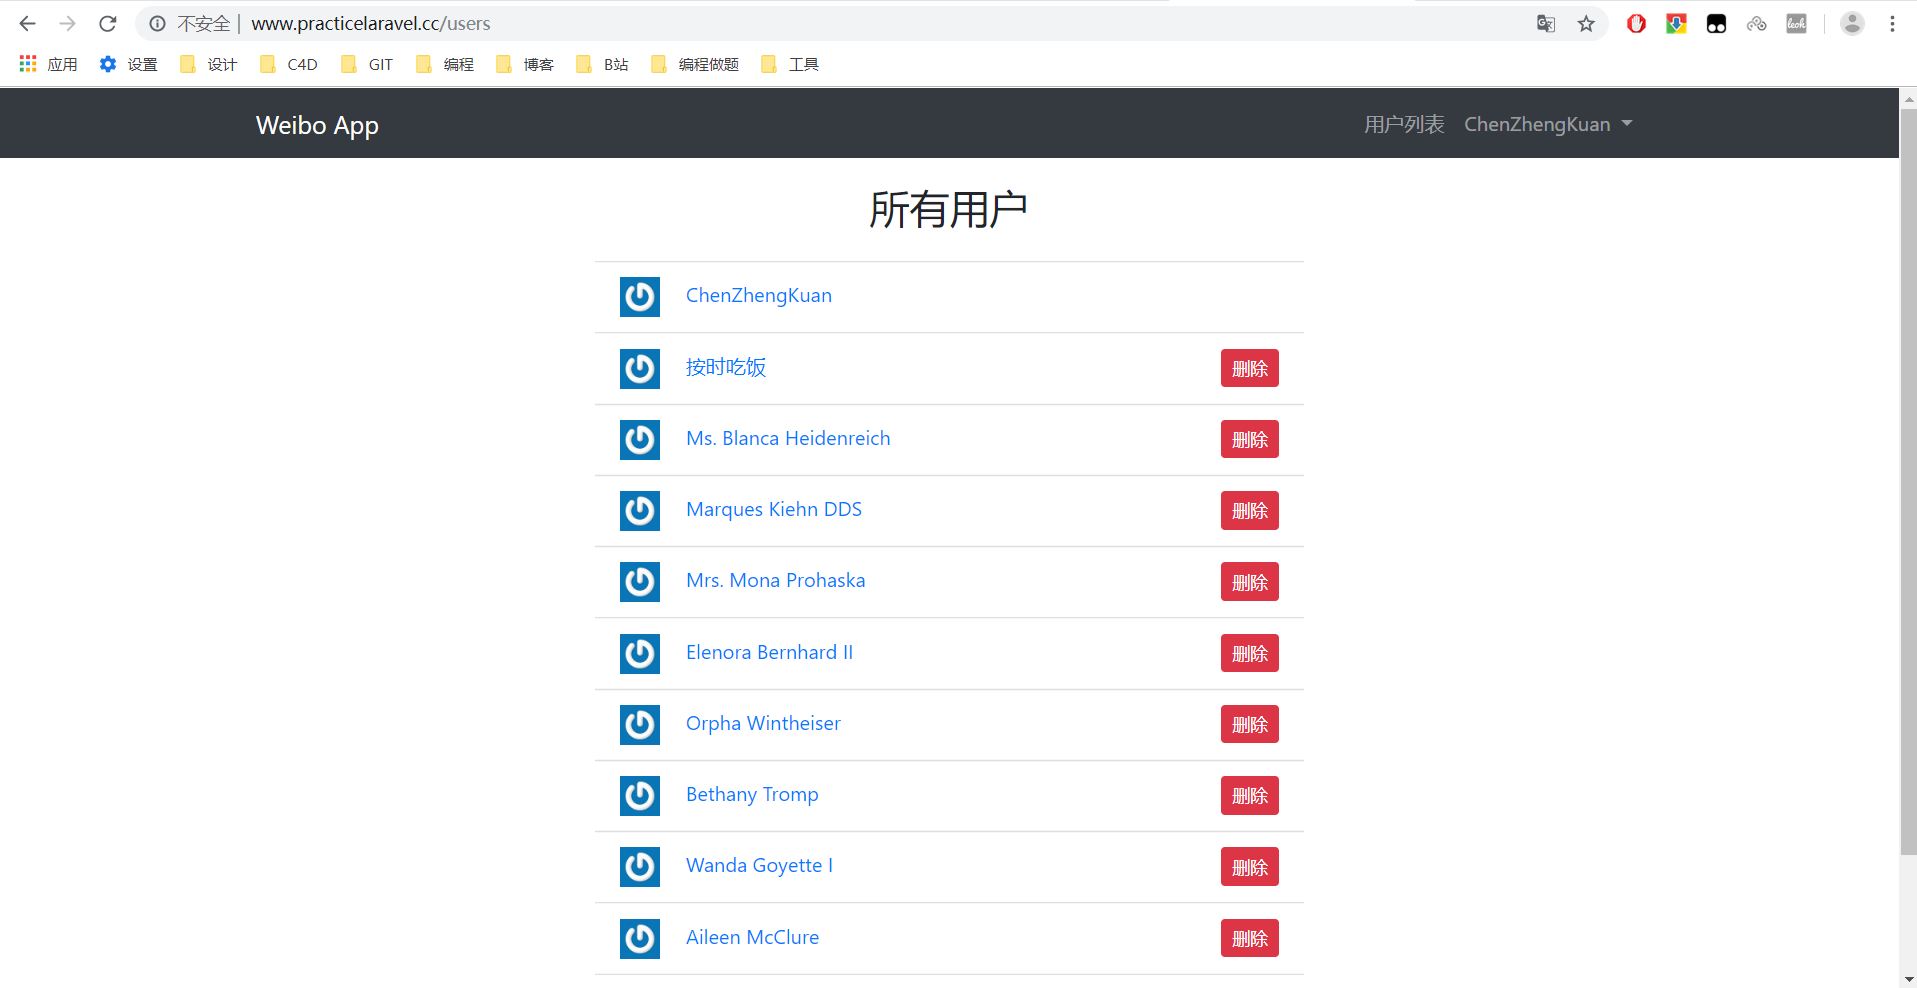 不安全 | www.practicelaravel.cc/users
应用 设置 设计 C4D GIT 编程 博客 B站 编程做题 工具
Weibo App 用户列表 ChenZhengKuan
所有用户
ChenZhengKuan
按时吃饭 删除
Ms. Blanca Heidenreich 删除
Marques Kiehn DDS 删除
Mrs. Mona Prohaska 删除
Elenora Bernhard II 删除
Orpha Wintheiser 删除
Bethany Tromp 删除
Wanda Goyette I 删除
Aileen McClure 删除